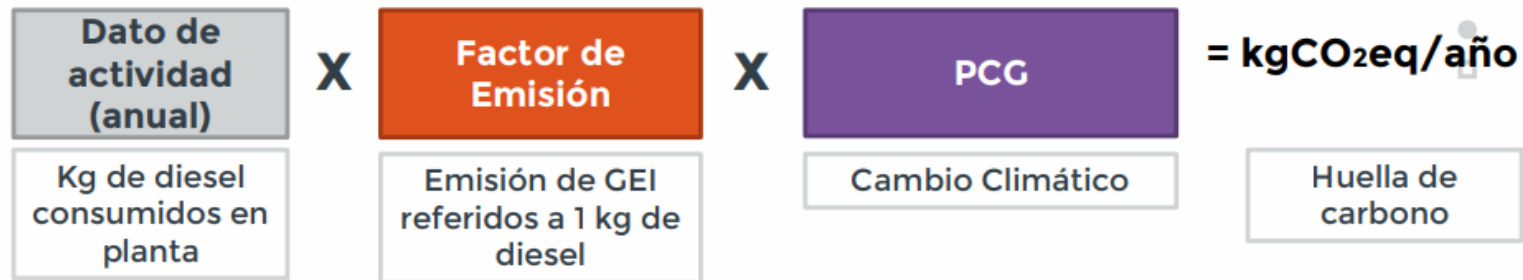 Dato de
actividad
(anual)
X
Factor de
Emisión
X
PCG
= kgCO₂eq/año
Kg de diesel
consumidos en
planta
Emisión de GEI
referidos a 1 kg de
diesel
Cambio Climático
Huella de
carbono